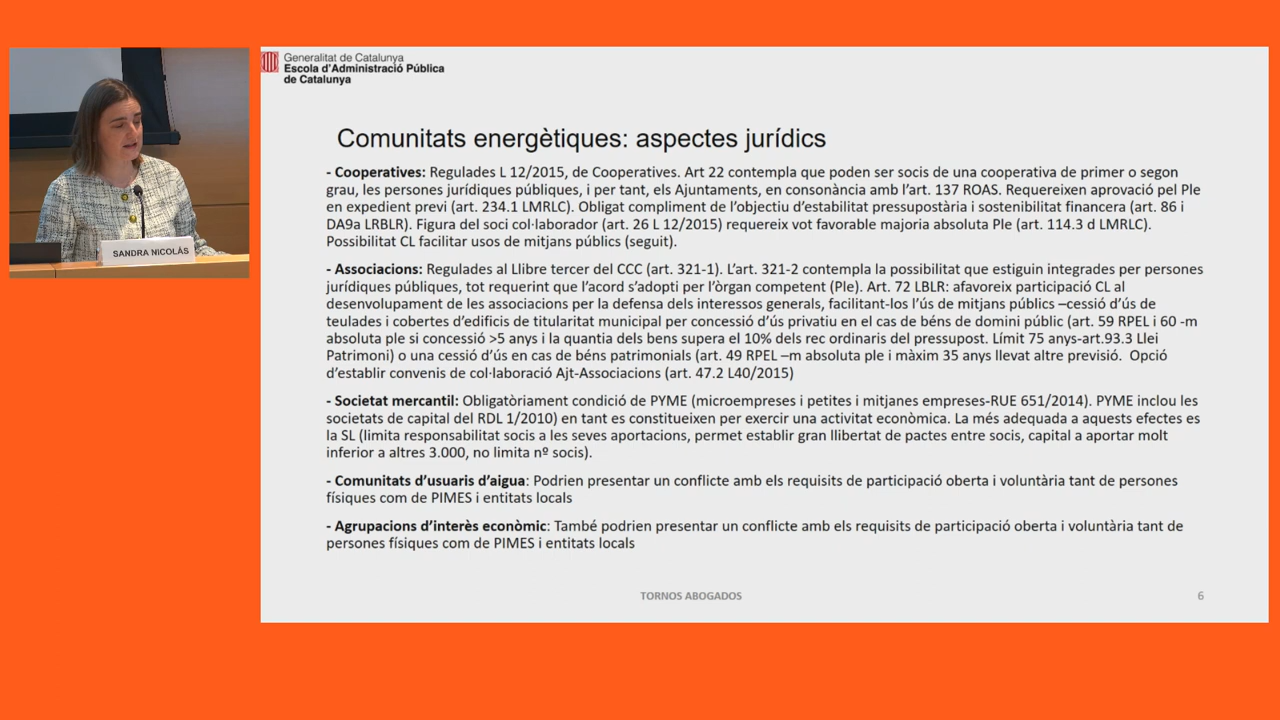 Generalitat de Catalunya
Escola d'Administració Pública
de Catalunya
SANDRA NICOLÁS
Comunitats energètiques: aspectes jurídics
- Cooperatives: Regulades L 12/2015, de Cooperatives. Art 22 contempla que poden ser socis de una cooperativa de primer o segon
grau, les persones jurídiques públiques, i per tant, els Ajuntaments, en consonància amb l'art. 137 ROAS. Requereixen aprovació pel Ple
en expedient previ (art. 234.1 LMRLC). Obligat compliment de l'objectiu d'estabilitat pressupostària i sostenibilitat financera (art. 86 i
DA9a LRBLR). Figura del soci col·laborador (art. 26 L 12/2015) requereix vot favorable majoria absoluta Ple (art. 114.3 d LMRLC).
Possibilitat CL facilitar usos de mitjans públics (seguit).
- Associacions: Regulades al Llibre tercer del CCC (art. 321-1). L'art. 321-2 contempla la possibilitat que estiguin integrades per persones
jurídiques públiques, tot requerint que l'acord s'adopti per l'òrgan competent (Ple). Art. 72 LBLR: afavoreix participació CL al
desenvolupament de les associacions per la defensa dels interessos generals, facilitant-los l'ús de mitjans públics –cessió d'ús de
teulades i cobertes d'edificis de titularitat municipal per concessió d'ús privatiu en el cas de béns de domini públic (art. 59 RPEL i 60 -m
absoluta ple si concessió >5 anys i la quantia dels bens supera el 10% dels rec ordinaris del pressupost. Límit 75 anys-art.93.3 Llei
Patrimoni) o una cessió d'ús en cas de béns patrimonials (art. 49 RPEL –m absoluta ple i màxim 35 anys llevat altre previsió.  Opció
d'establir convenis de col·laboració Ajt-Associacions (art. 47.2 L40/2015)
- Societat mercantil: Obligatòriament condició de PYME (microempreses i petites i mitjanes empreses-RUE 651/2014). PYME inclou les
societats de capital del RDL 1/2010) en tant es constitueixen per exercir una activitat econòmica. La més adequada a aquests efectes es
la SL (limita responsabilitat socis a les seves aportacions, permet establir gran llibertat de pactes entre socis, capital a aportar molt
inferior a altres 3.000, no limita nº socis).
- Comunitats d'usuaris d'aigua: Podrien presentar un conflicte amb els requisits de participació oberta i voluntària tant de persones
físiques com de PIMES i entitats locals
- Agrupacions d'interès econòmic: També podrien presentar un conflicte amb els requisits de participació oberta i voluntària tant de
persones físiques com de PIMES i entitats locals
TORNOS ABOGADOS
6